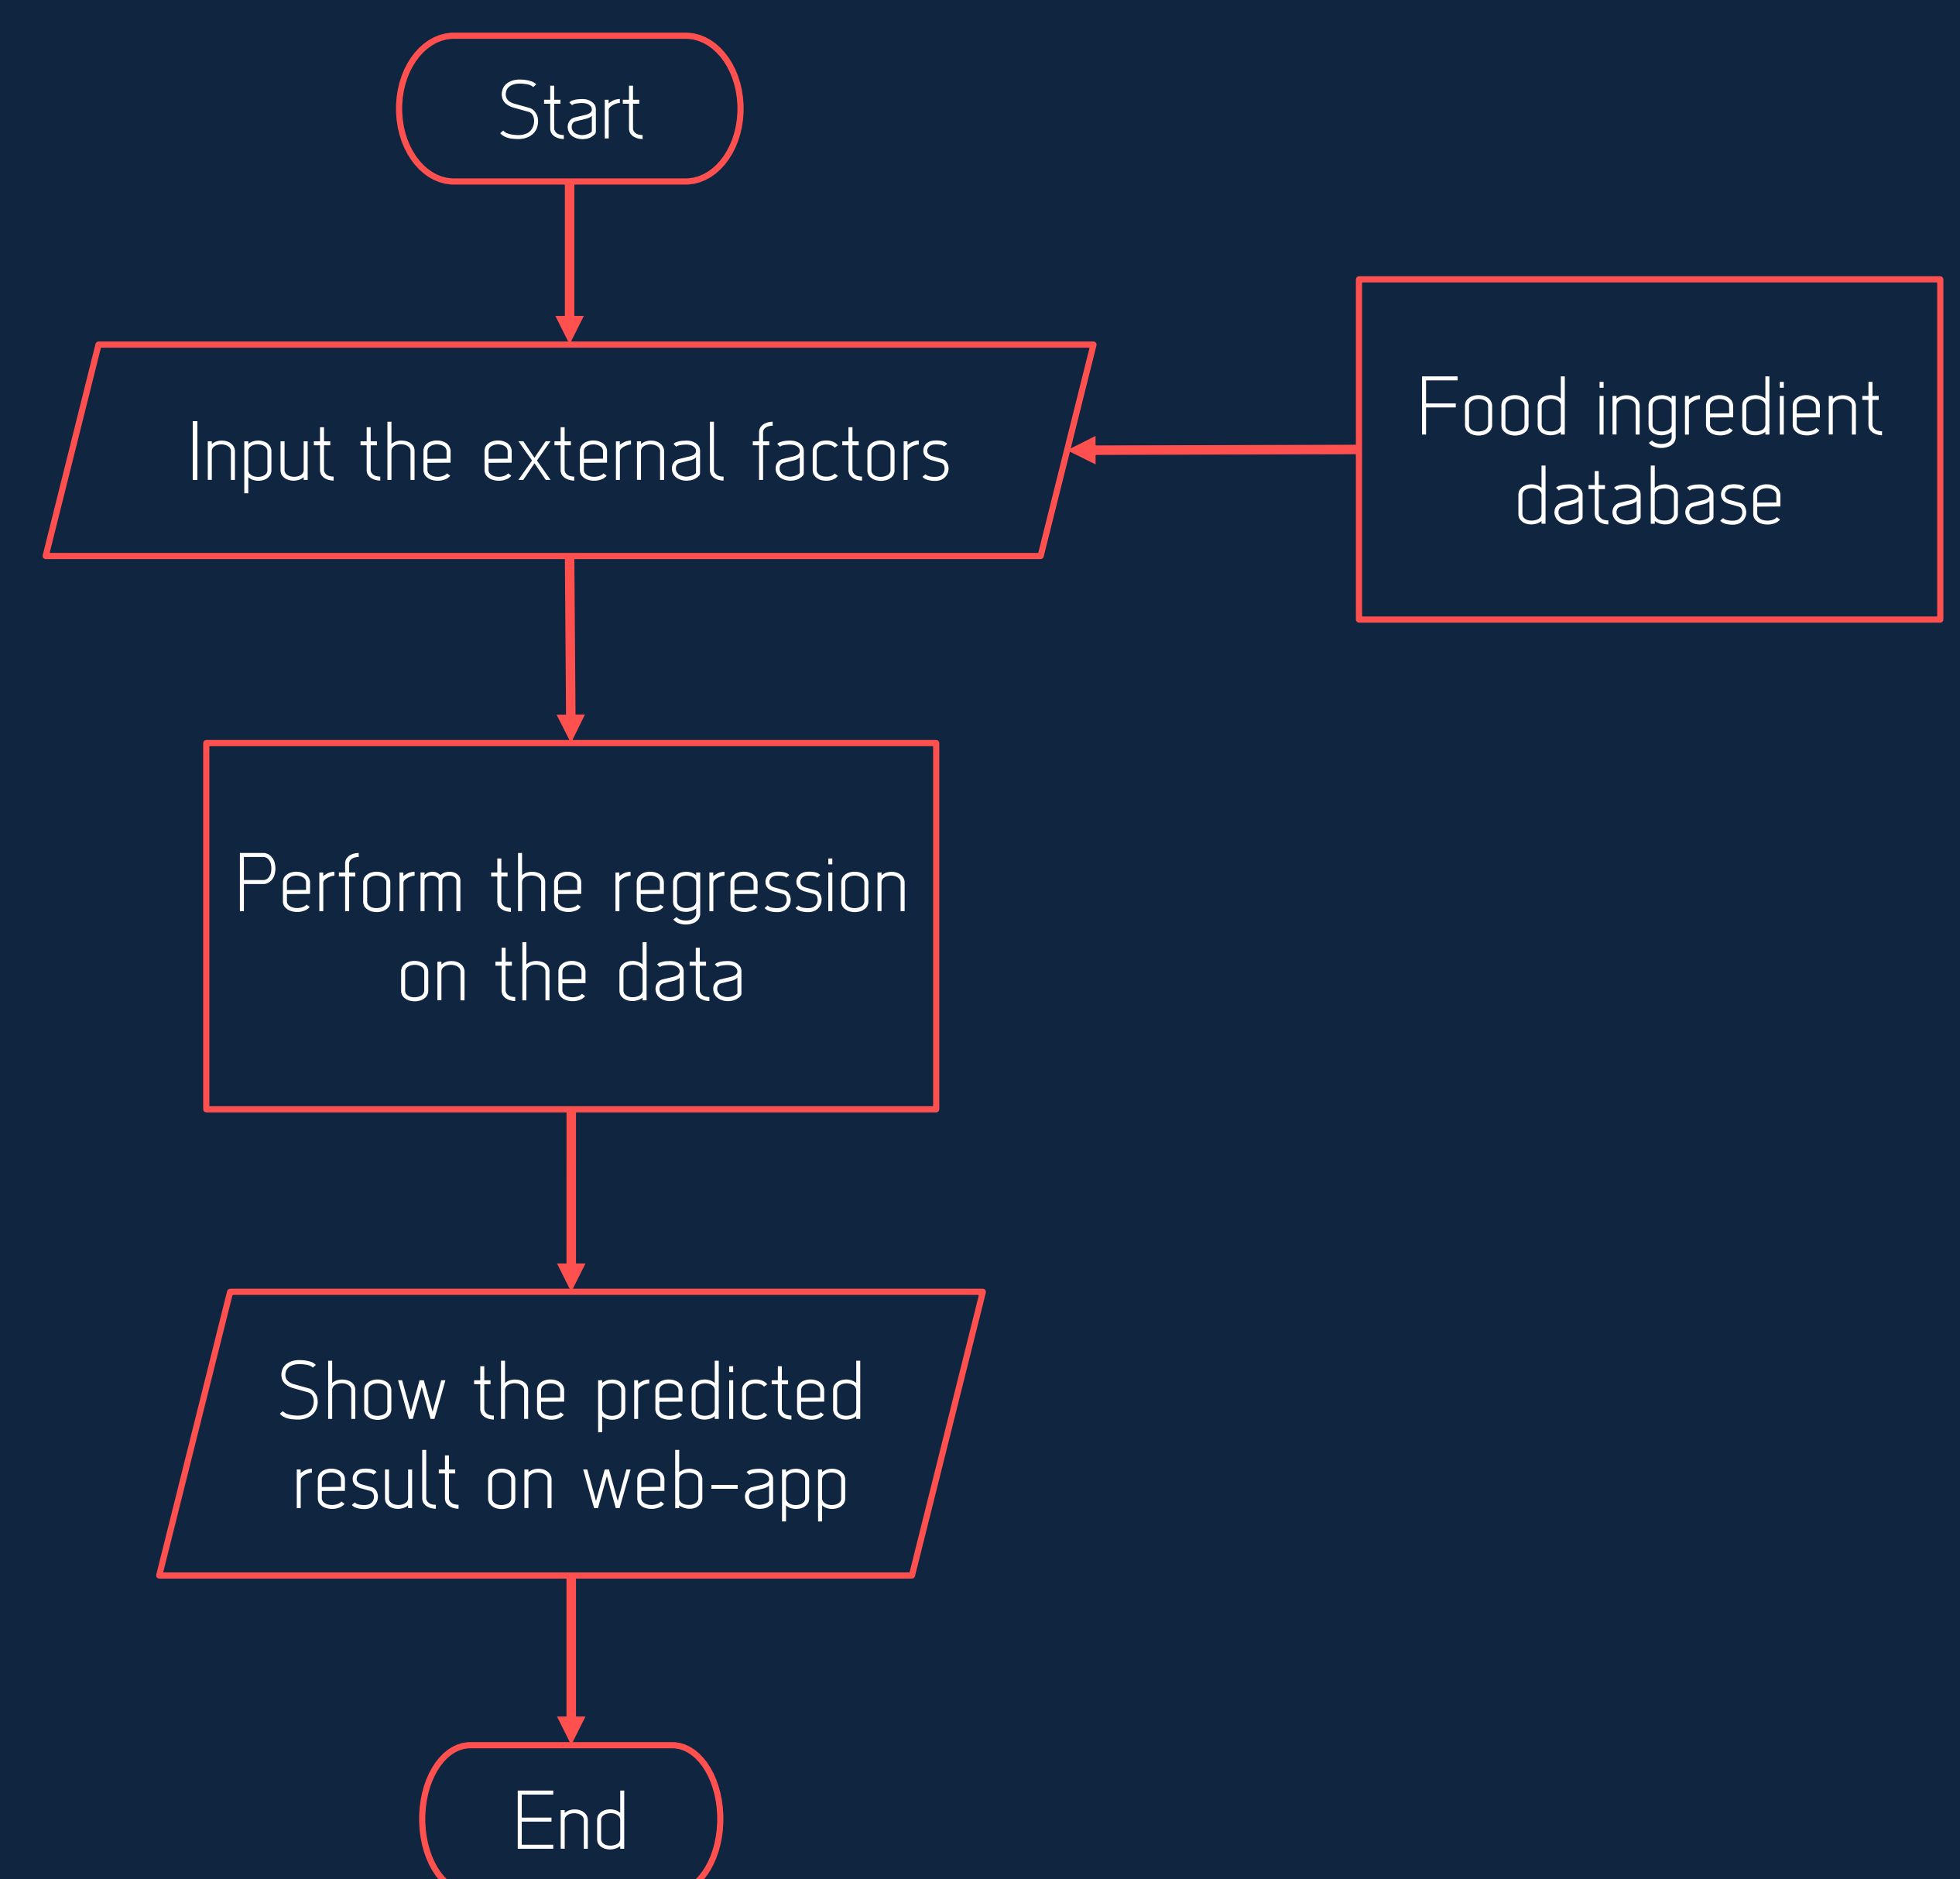 Start
Input the external factors
Food ingredient
database
Perform the regression
on the data
Show the predicted
result on web-app
End